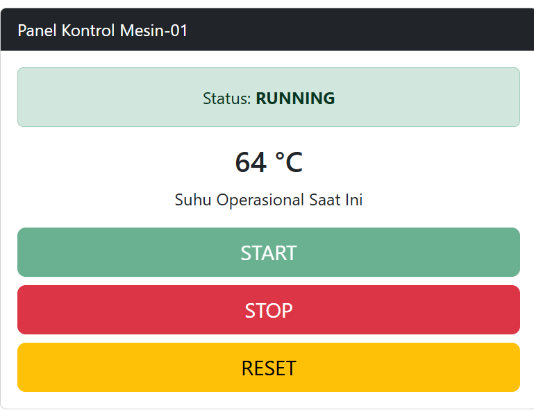 Panel Kontrol Mesin-01
Status: RUNNING
64 °C
Suhu Operasional Saat Ini
START
STOP
RESET